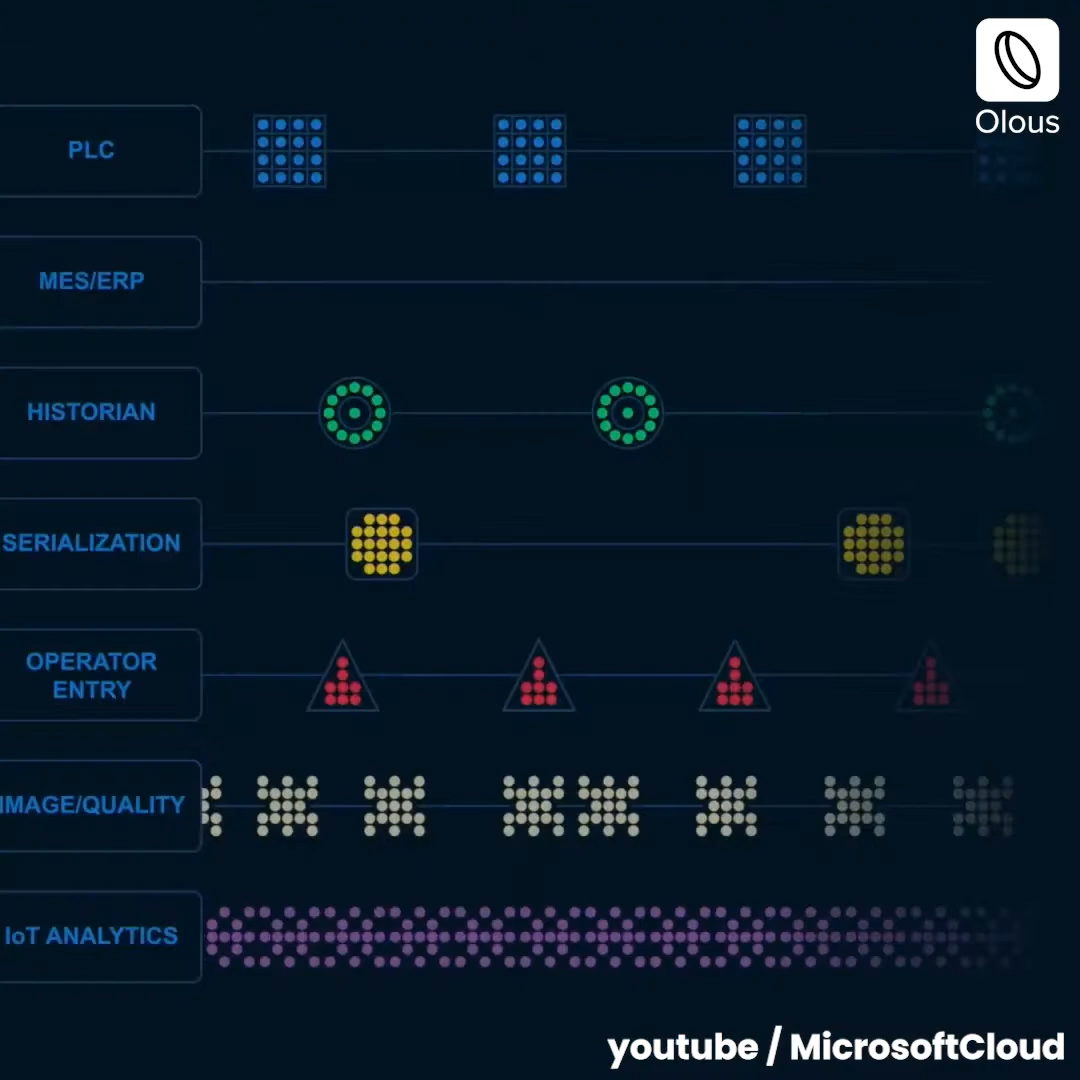 Olous
PLC
MES/ERP
HISTORIAN
SERIALIZATION
OPERATOR
ENTRY
IMAGE/QUALITY
IoT ANALYTICS
youtube / MicrosoftCloud